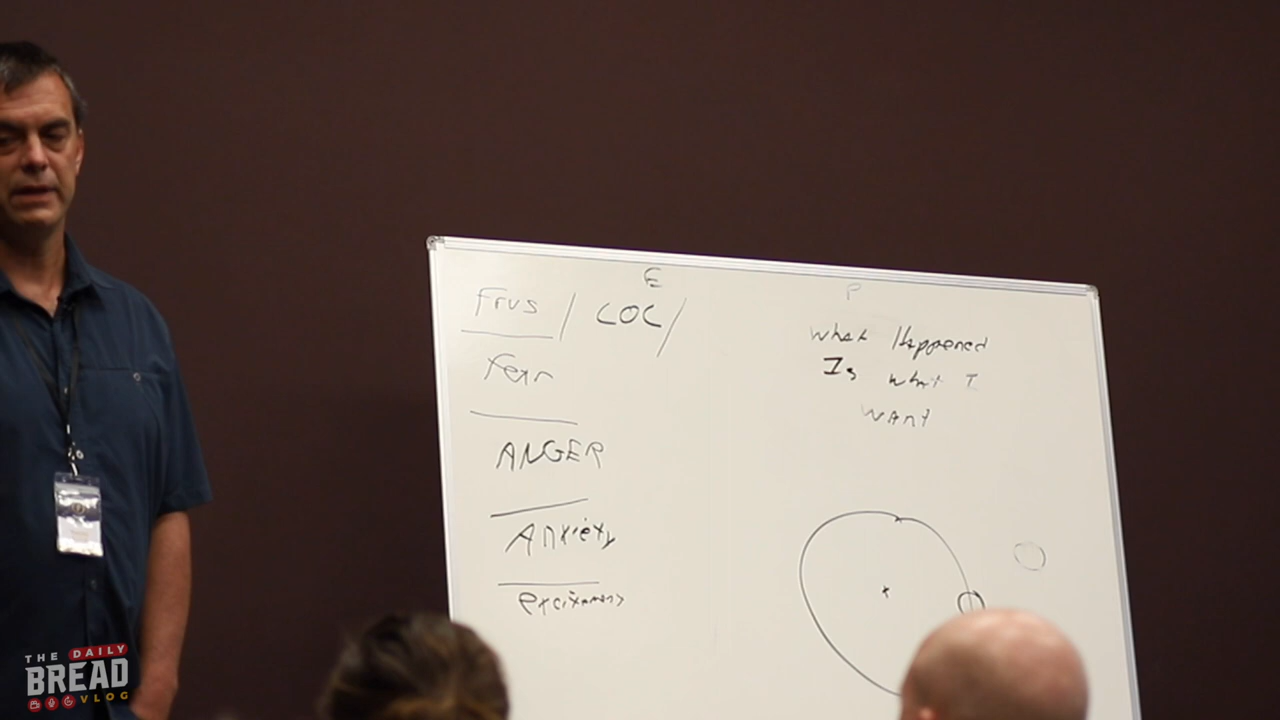 E
P
Frus / COC /
Fear
ANGER
Anxiety
excitement
What Happened
Is what I
want
THE DAILY
BREAD
VLOG